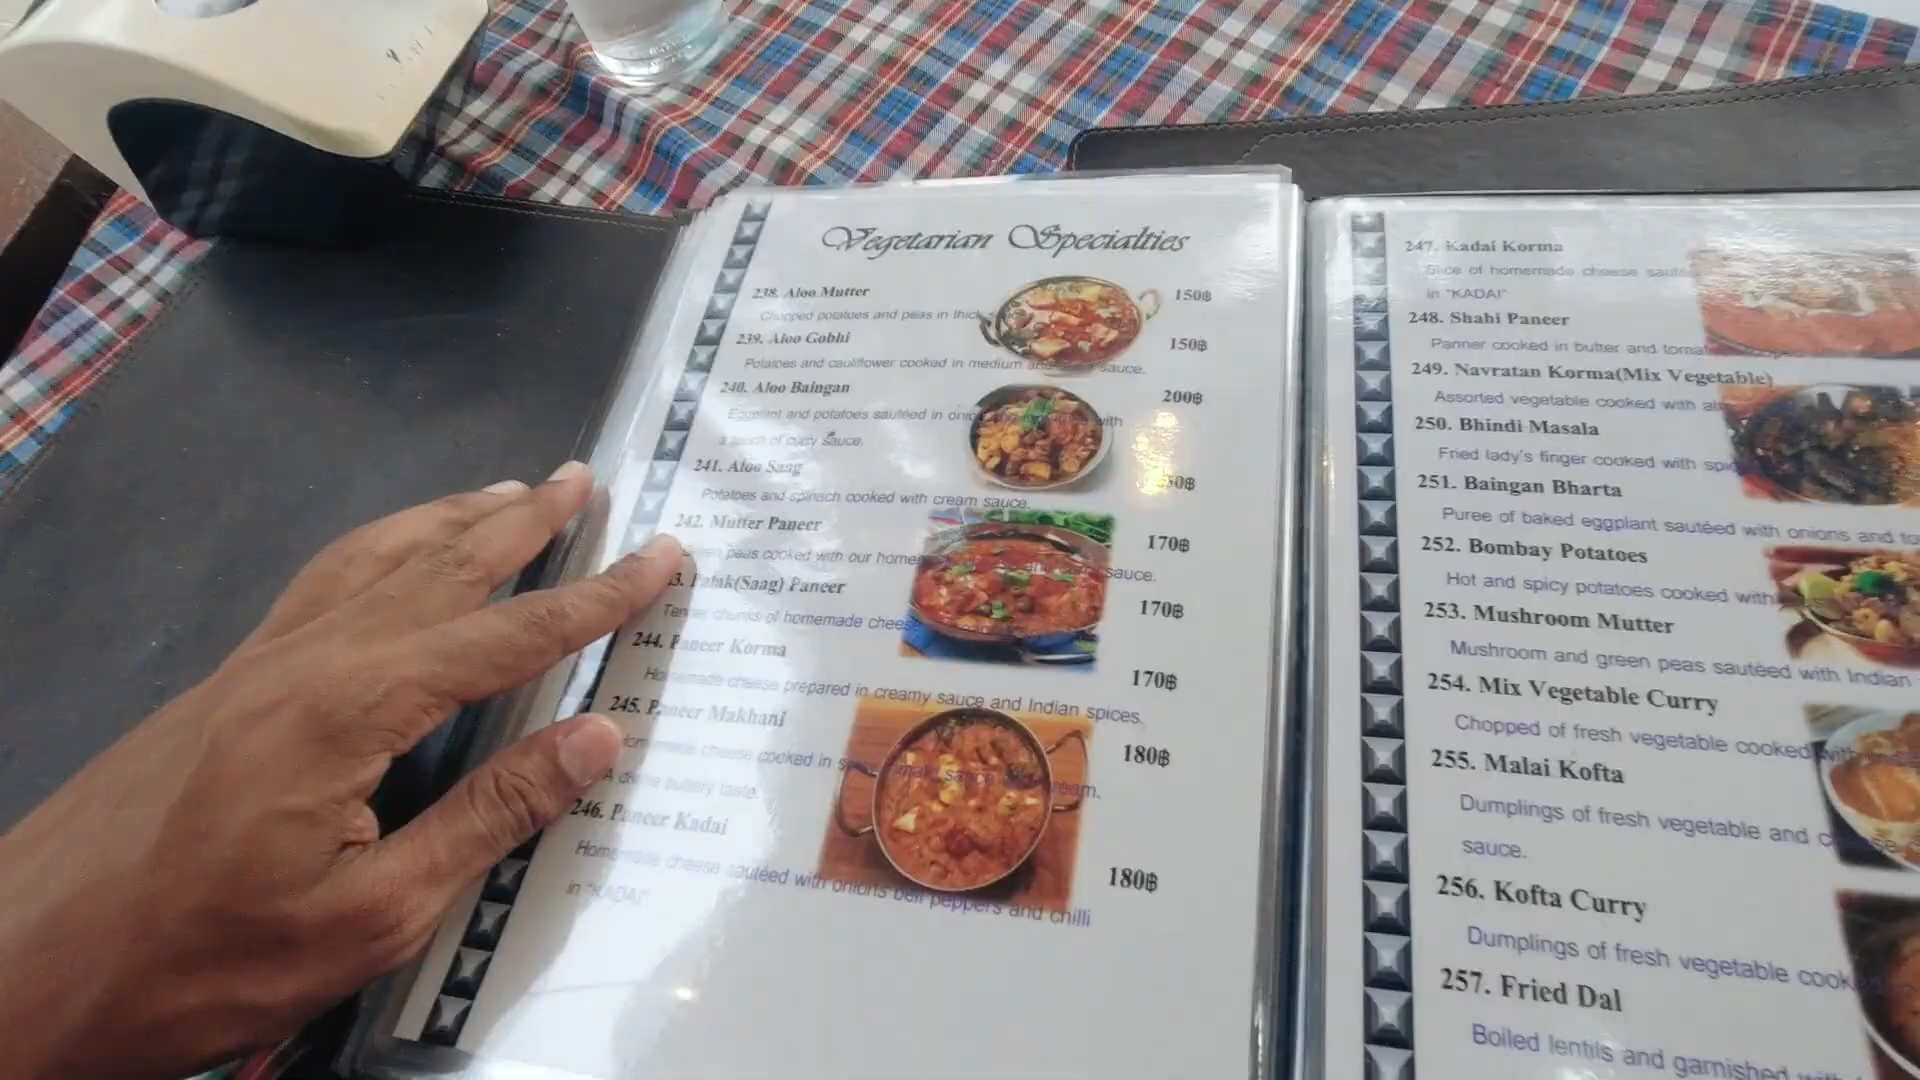 Vegetarian Specialties
238. Aloo Mutter 150฿
Chopped potatoes and peas in thick
239. Aloo Gobhi 150฿
Potatoes and cauliflower cooked in medium sauce.
240. Aloo Baingan 200฿
Eggplant and potatoes sautéed in with
a touch of curry sauce.
241. Aloo Saag
Potatoes and spinach cooked with cream sauce.
242. Mutter Paneer 170฿
peas cooked with our sauce.
Palak(Saag) Paneer 170฿
chunks of homemade cheese
244. Paneer Korma 170฿
Homemade cheese prepared in creamy sauce and Indian spices.
245. Paneer Makhani 180฿
cheese cooked in sauce cream.
A divine buttery taste.
246. Paneer Kadai 180฿
Homemade cheese sautéed with onions bell peppers and chilli
in "KADAI"
247. Kadai Korma
Slice of homemade cheese
in "KADAI"
248. Shahi Paneer
Panner cooked in butter and
249. Navratan Korma(Mix Vegetable)
Assorted vegetable cooked with
250. Bhindi Masala
Fried lady's finger cooked with
251. Baingan Bharta
Puree of baked eggplant sautéed with onions and
252. Bombay Potatoes
Hot and spicy potatoes cooked with
253. Mushroom Mutter
Mushroom and green peas sautéed with Indian
254. Mix Vegetable Curry
Chopped of fresh vegetable cooked with
255. Malai Kofta
Dumplings of fresh vegetable and
sauce.
256. Kofta Curry
Dumplings of fresh vegetable
257. Fried Dal
Boiled lentils and garnished